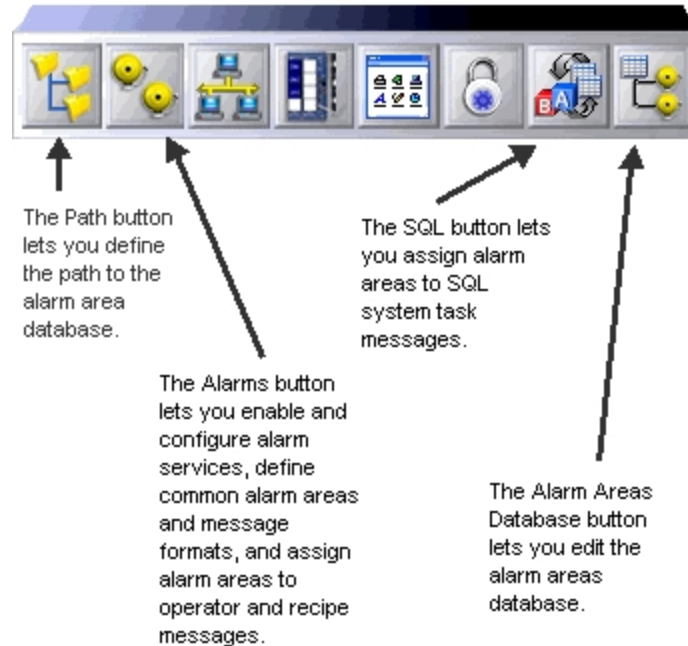 The Path button
lets you define
the path to the
alarm area
database.
The SQL button lets
you assign alarm
areas to SQL
system task
messages.
The Alarms button
lets you enable and
configure alarm
services, define
common alarm areas
and message
formats, and assign
alarm areas to
operator and recipe
messages.
The Alarm Areas
Database button
lets you edit the
alarm areas
database.